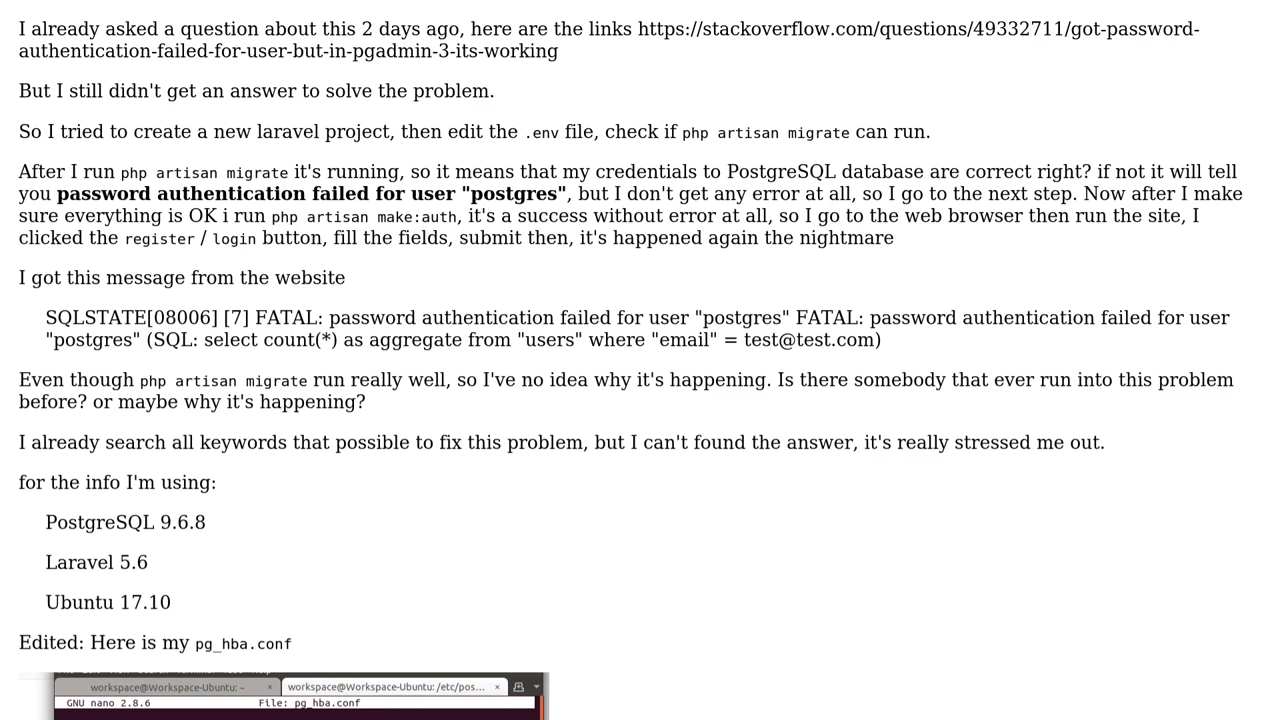 I already asked a question about this 2 days ago, here are the links https://stackoverflow.com/questions/49332711/got-password-
authentication-failed-for-user-but-in-pgadmin-3-its-working
But I still didn't get an answer to solve the problem.
So I tried to create a new laravel project, then edit the .env file, check if php artisan migrate can run.
After I run php artisan migrate it's running, so it means that my credentials to PostgreSQL database are correct right? if not it will tell
you password authentication failed for user "postgres", but I don't get any error at all, so I go to the next step. Now after I make
sure everything is OK i run php artisan make:auth, it's a success without error at all, so I go to the web browser then run the site, I
clicked the register / login button, fill the fields, submit then, it's happened again the nightmare
I got this message from the website
SQLSTATE[08006] [7] FATAL: password authentication failed for user "postgres" FATAL: password authentication failed for user
"postgres" (SQL: select count(*) as aggregate from "users" where "email" = test@test.com)
Even though php artisan migrate run really well, so I've no idea why it's happening. Is there somebody that ever run into this problem
before? or maybe why it's happening?
I already search all keywords that possible to fix this problem, but I can't found the answer, it's really stressed me out.
for the info I'm using:
PostgreSQL 9.6.8
Laravel 5.6
Ubuntu 17.10
Edited: Here is my pg_hba.conf
workspace@Workspace-Ubuntu: ~ × workspace@Workspace-Ubuntu: /etc/pos... ×
GNU nano 2.8.6 File: pg_hba.conf